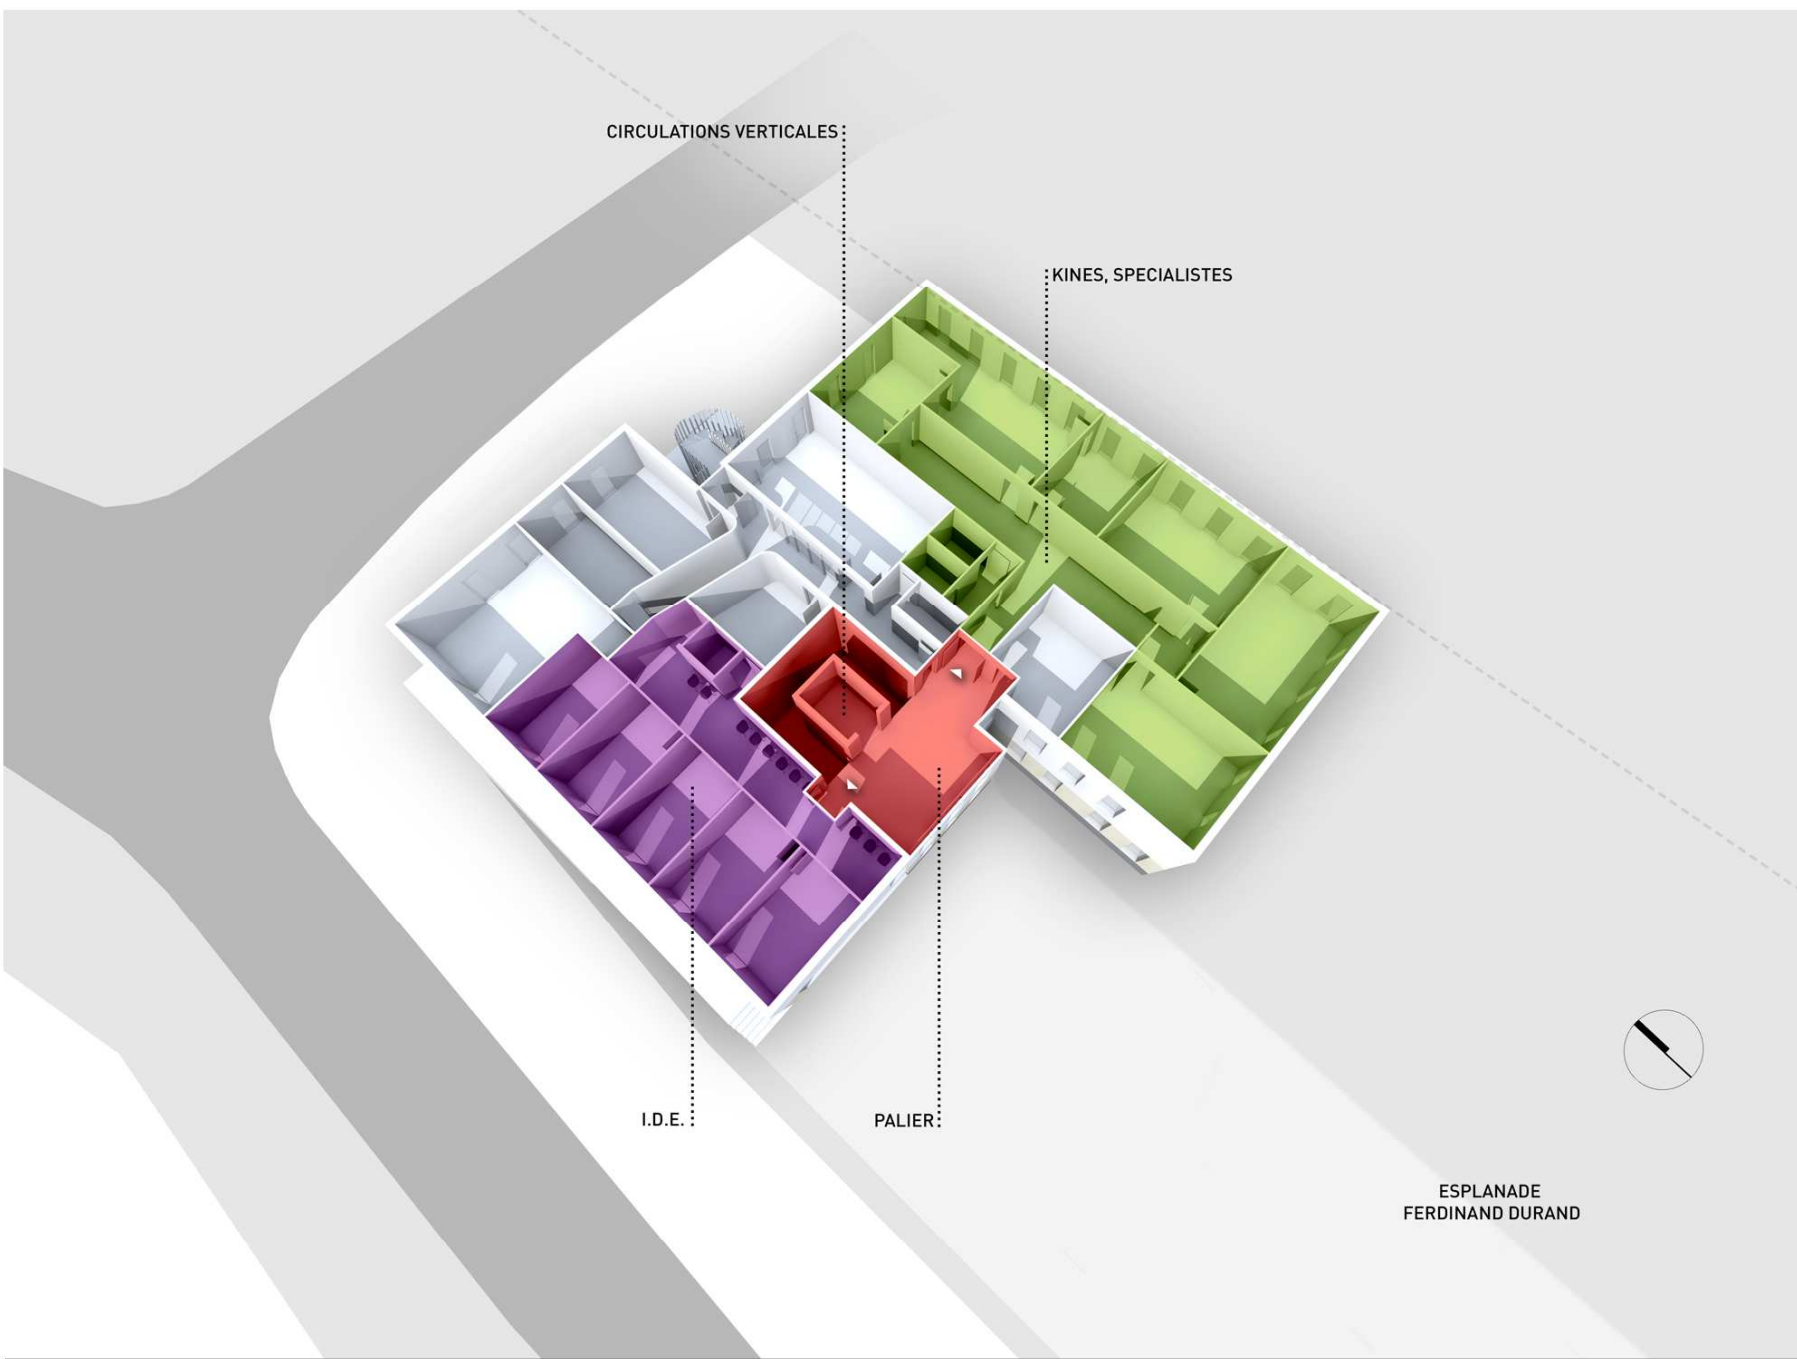 CIRCULATIONS VERTICALES
KINES, SPECIALISTES
I.D.E.
PALIER
ESPLANADE
FERDINAND DURAND